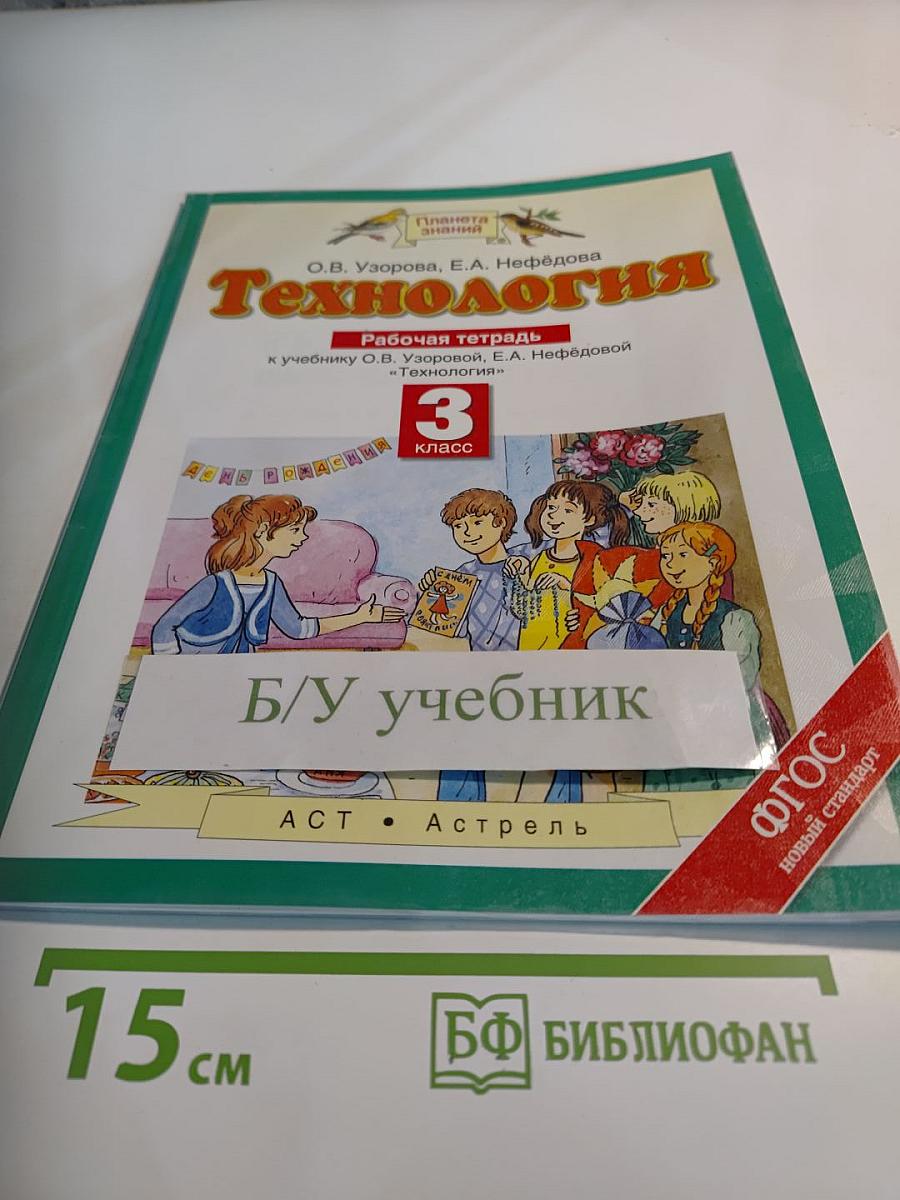 Планета
знаний
О.В. Узорова, Е.А. Нефёдова
Технология
Рабочая тетрадь
к учебнику О.В. Узоровой, Е.А. Нефёдовой
«Технология»
3
класс
ДЕНЬ РОЖДЕНИЯ
С ДНЁМ
Б/У учебник
ФГОС
новый стандарт
АСТ • Астрель
15 см
БФ БИБЛИОФАН